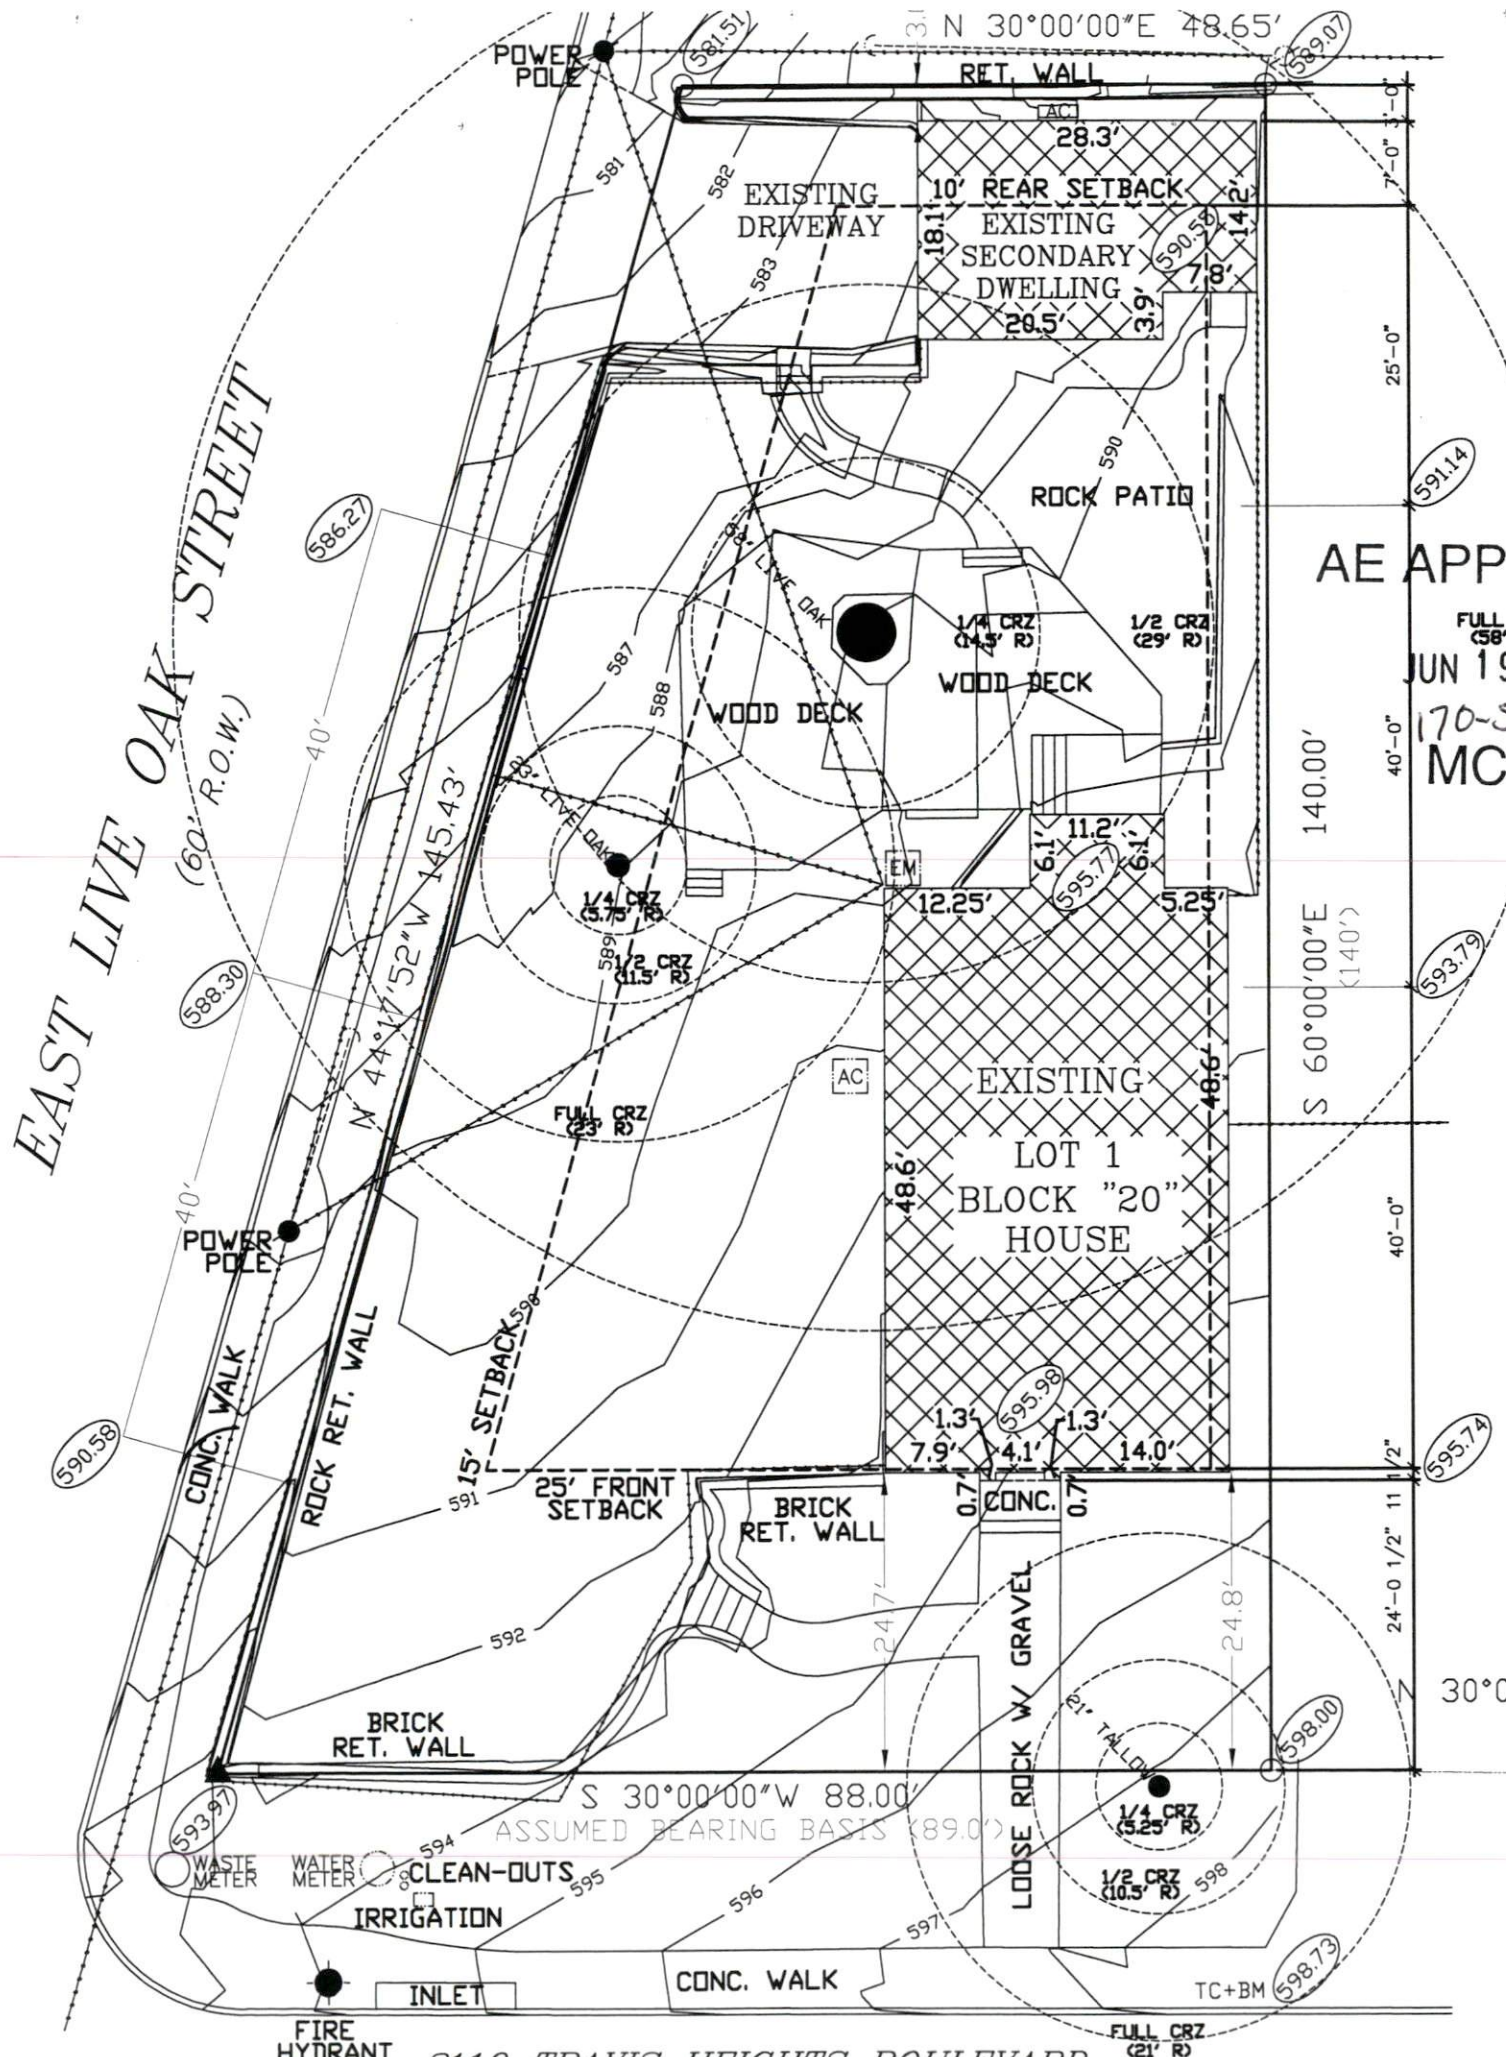 N 30°00'00"E 48.65'
581.51
589.07
POWER
POLE
RET. WALL
AC
28.3'
3'-0"
581
582
583
EXISTING
DRIVEWAY
10' REAR SETBACK
18.1'
14.2'
7'-0"
EXISTING
SECONDARY
DWELLING
590.58
7.8'
3.9'
20.5'
25'-0"
EAST LIVE OAK STREET
(60' R.O.W.)
586.27
590
ROCK PATIO
591.14
AE APP
LIVE OAK
1/4 CRZ
(14.5' R)
1/2 CRZ
(29' R)
FULL
(58'
JUN 19
170-
MC
WOOD DECK
WOOD DECK
587
588
40'
40'-0"
N 44°17'52"W 145.43'
LIVE OAK
1/4 CRZ
(5.75' R)
1/2 CRZ
(11.5' R)
589
EM
11.2'
6.1'
6.1'
595.77
12.25'
5.25'
S 60°00'00"E 140.00'
(140')
588.30
593.79
AC
FULL CRZ
(23' R)
EXISTING
LOT 1
BLOCK "20"
HOUSE
48.6'
48.6'
40'
40'-0"
POWER
POLE
CONC. WALK
ROCK RET. WALL
15' SETBACK
595.98
1.3'
1.3'
7.9'
4.1'
14.0'
590.58
595.74
11 1/2"
25' FRONT
SETBACK
591
BRICK
RET. WALL
0.7'
CONC.
0.7'
24'-0 1/2"
24.7'
24.8'
LOOSE ROCK W/ GRAVEL
592
21" TALLOW
N 30°0
598.00
BRICK
RET. WALL
S 30°00'00"W 88.00'
ASSUMED BEARING BASIS (89.0')
593.97
1/4 CRZ
(5.25' R)
1/2 CRZ
(10.5' R)
594
595
596
597
598
WASTE
METER
WATER
METER
CLEAN-OUTS
IRRIGATION
INLET
CONC. WALK
TC+BM
598.73
FIRE
HYDRANT
FULL CRZ
(21' R)
TRAVIS HEIGHTS BOULEVARD